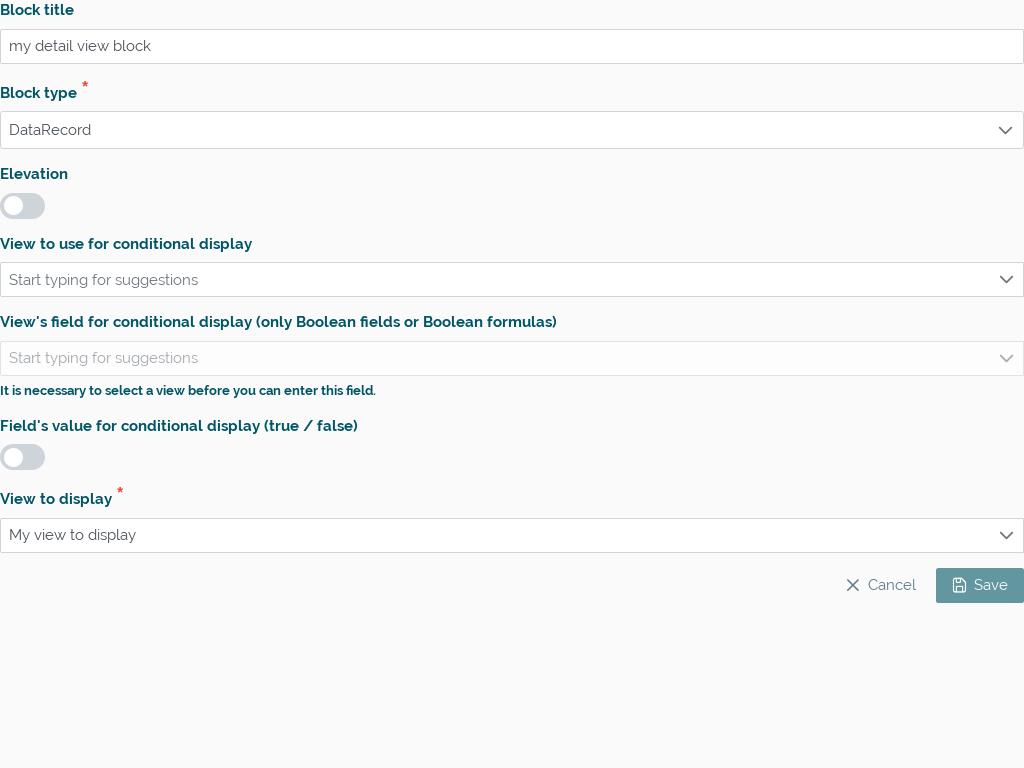 Block title
my detail view block
Block type *
DataRecord
Elevation
View to use for conditional display
Start typing for suggestions
View's field for conditional display (only Boolean fields or Boolean formulas)
Start typing for suggestions
It is necessary to select a view before you can enter this field.
Field's value for conditional display (true / false)
View to display *
My view to display
Cancel
Save